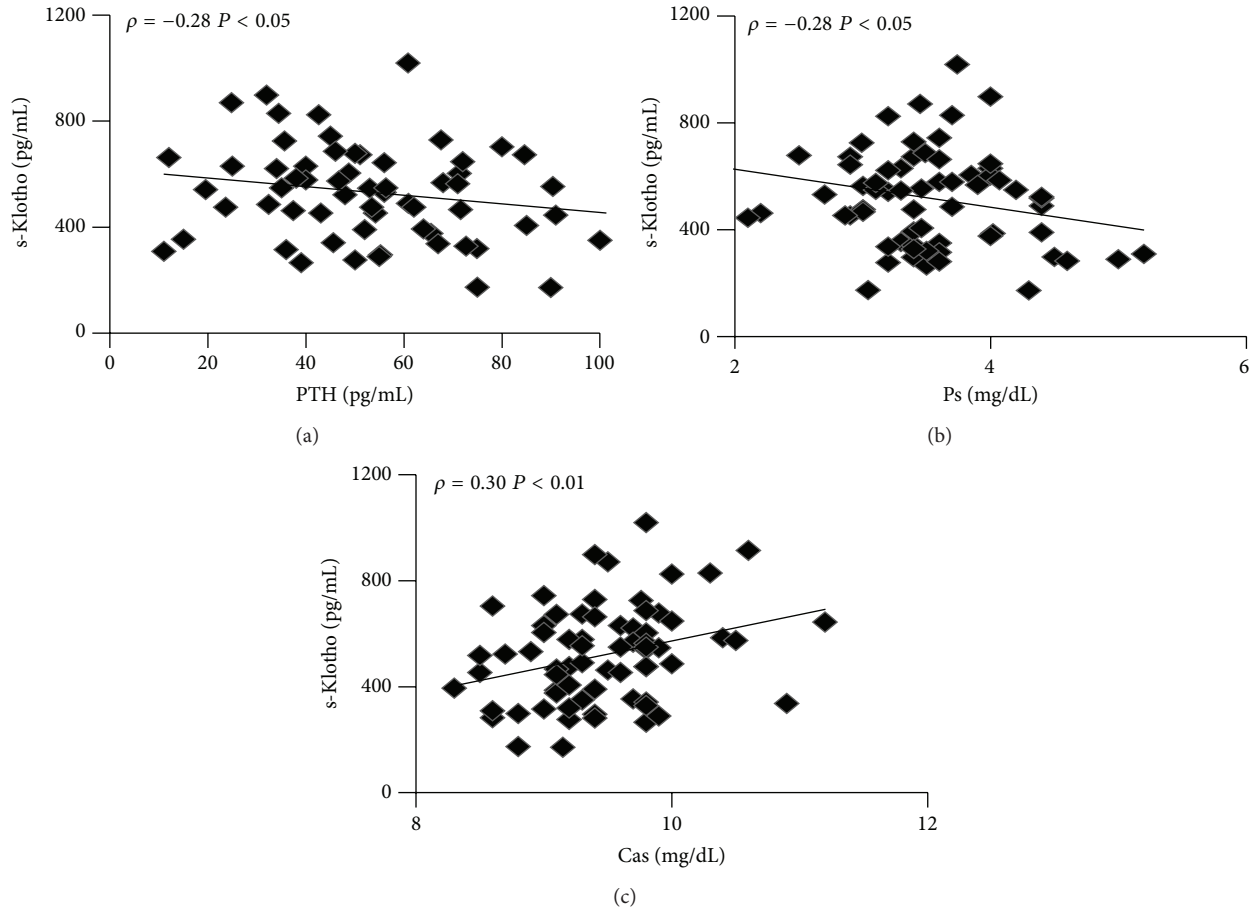 ρ = −0.28 P < 0.05
1200
800
400
0
s-Klotho (pg/mL)
0 20 40 60 80 100
PTH (pg/mL)
(a)
ρ = −0.28 P < 0.05
1200
800
400
0
s-Klotho (pg/mL)
2 4 6
Ps (mg/dL)
(b)
ρ = 0.30 P < 0.01
1200
800
400
0
s-Klotho (pg/mL)
8 10 12
Cas (mg/dL)
(c)